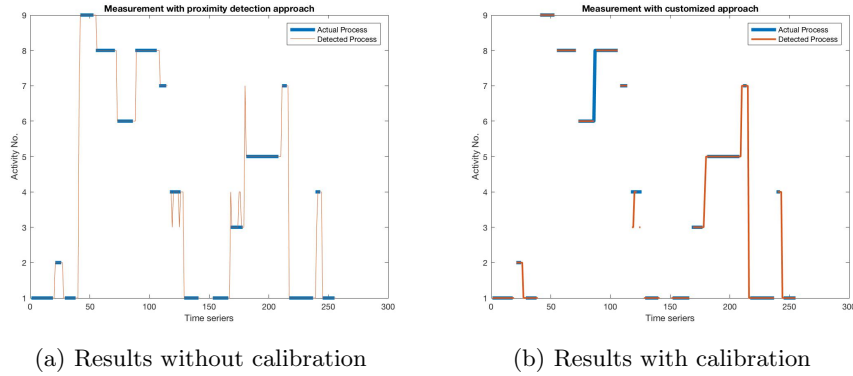 Measurement with proximity detection approach
Actual Process
Detected Process
Activity No.
9
8
7
6
5
4
3
2
1
0 50 100 150 200 250 300
Time seriers
(a) Results without calibration
Measurement with customized approach
Actual Process
Detected Process
Activity No.
9
8
7
6
5
4
3
2
1
0 50 100 150 200 250 300
Time seriers
(b) Results with calibration